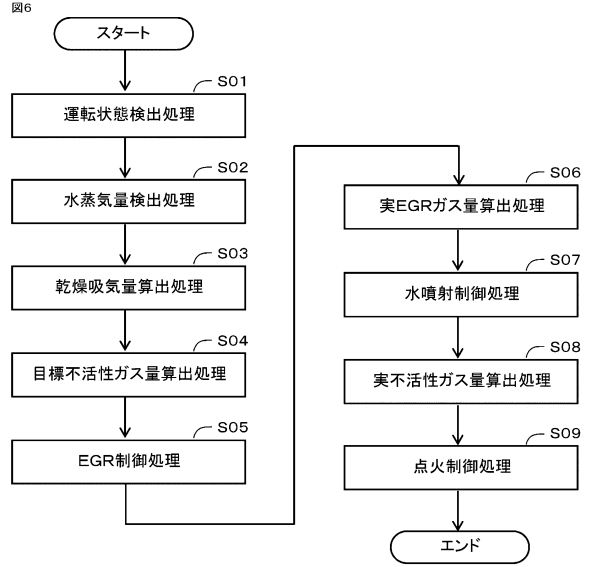 図6
スタート
S01
運転状態検出処理
S02
水蒸気量検出処理
S03
乾燥吸気量算出処理
S04
目標不活性ガス量算出処理
S05
EGR制御処理
S06
実EGRガス量算出処理
S07
水噴射制御処理
S08
実不活性ガス量算出処理
S09
点火制御処理
エンド